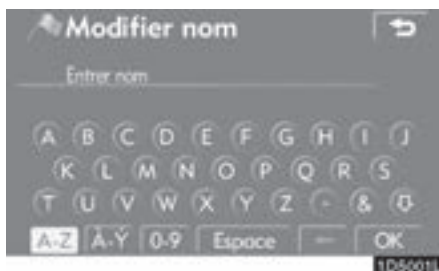 Modifier nom
Entrer nom
A B C D E F G H I J
K L M N O P Q R S
T U V W X Y Z - &
A-Z À-Ý 0-9 Espace ← OK
1D5001